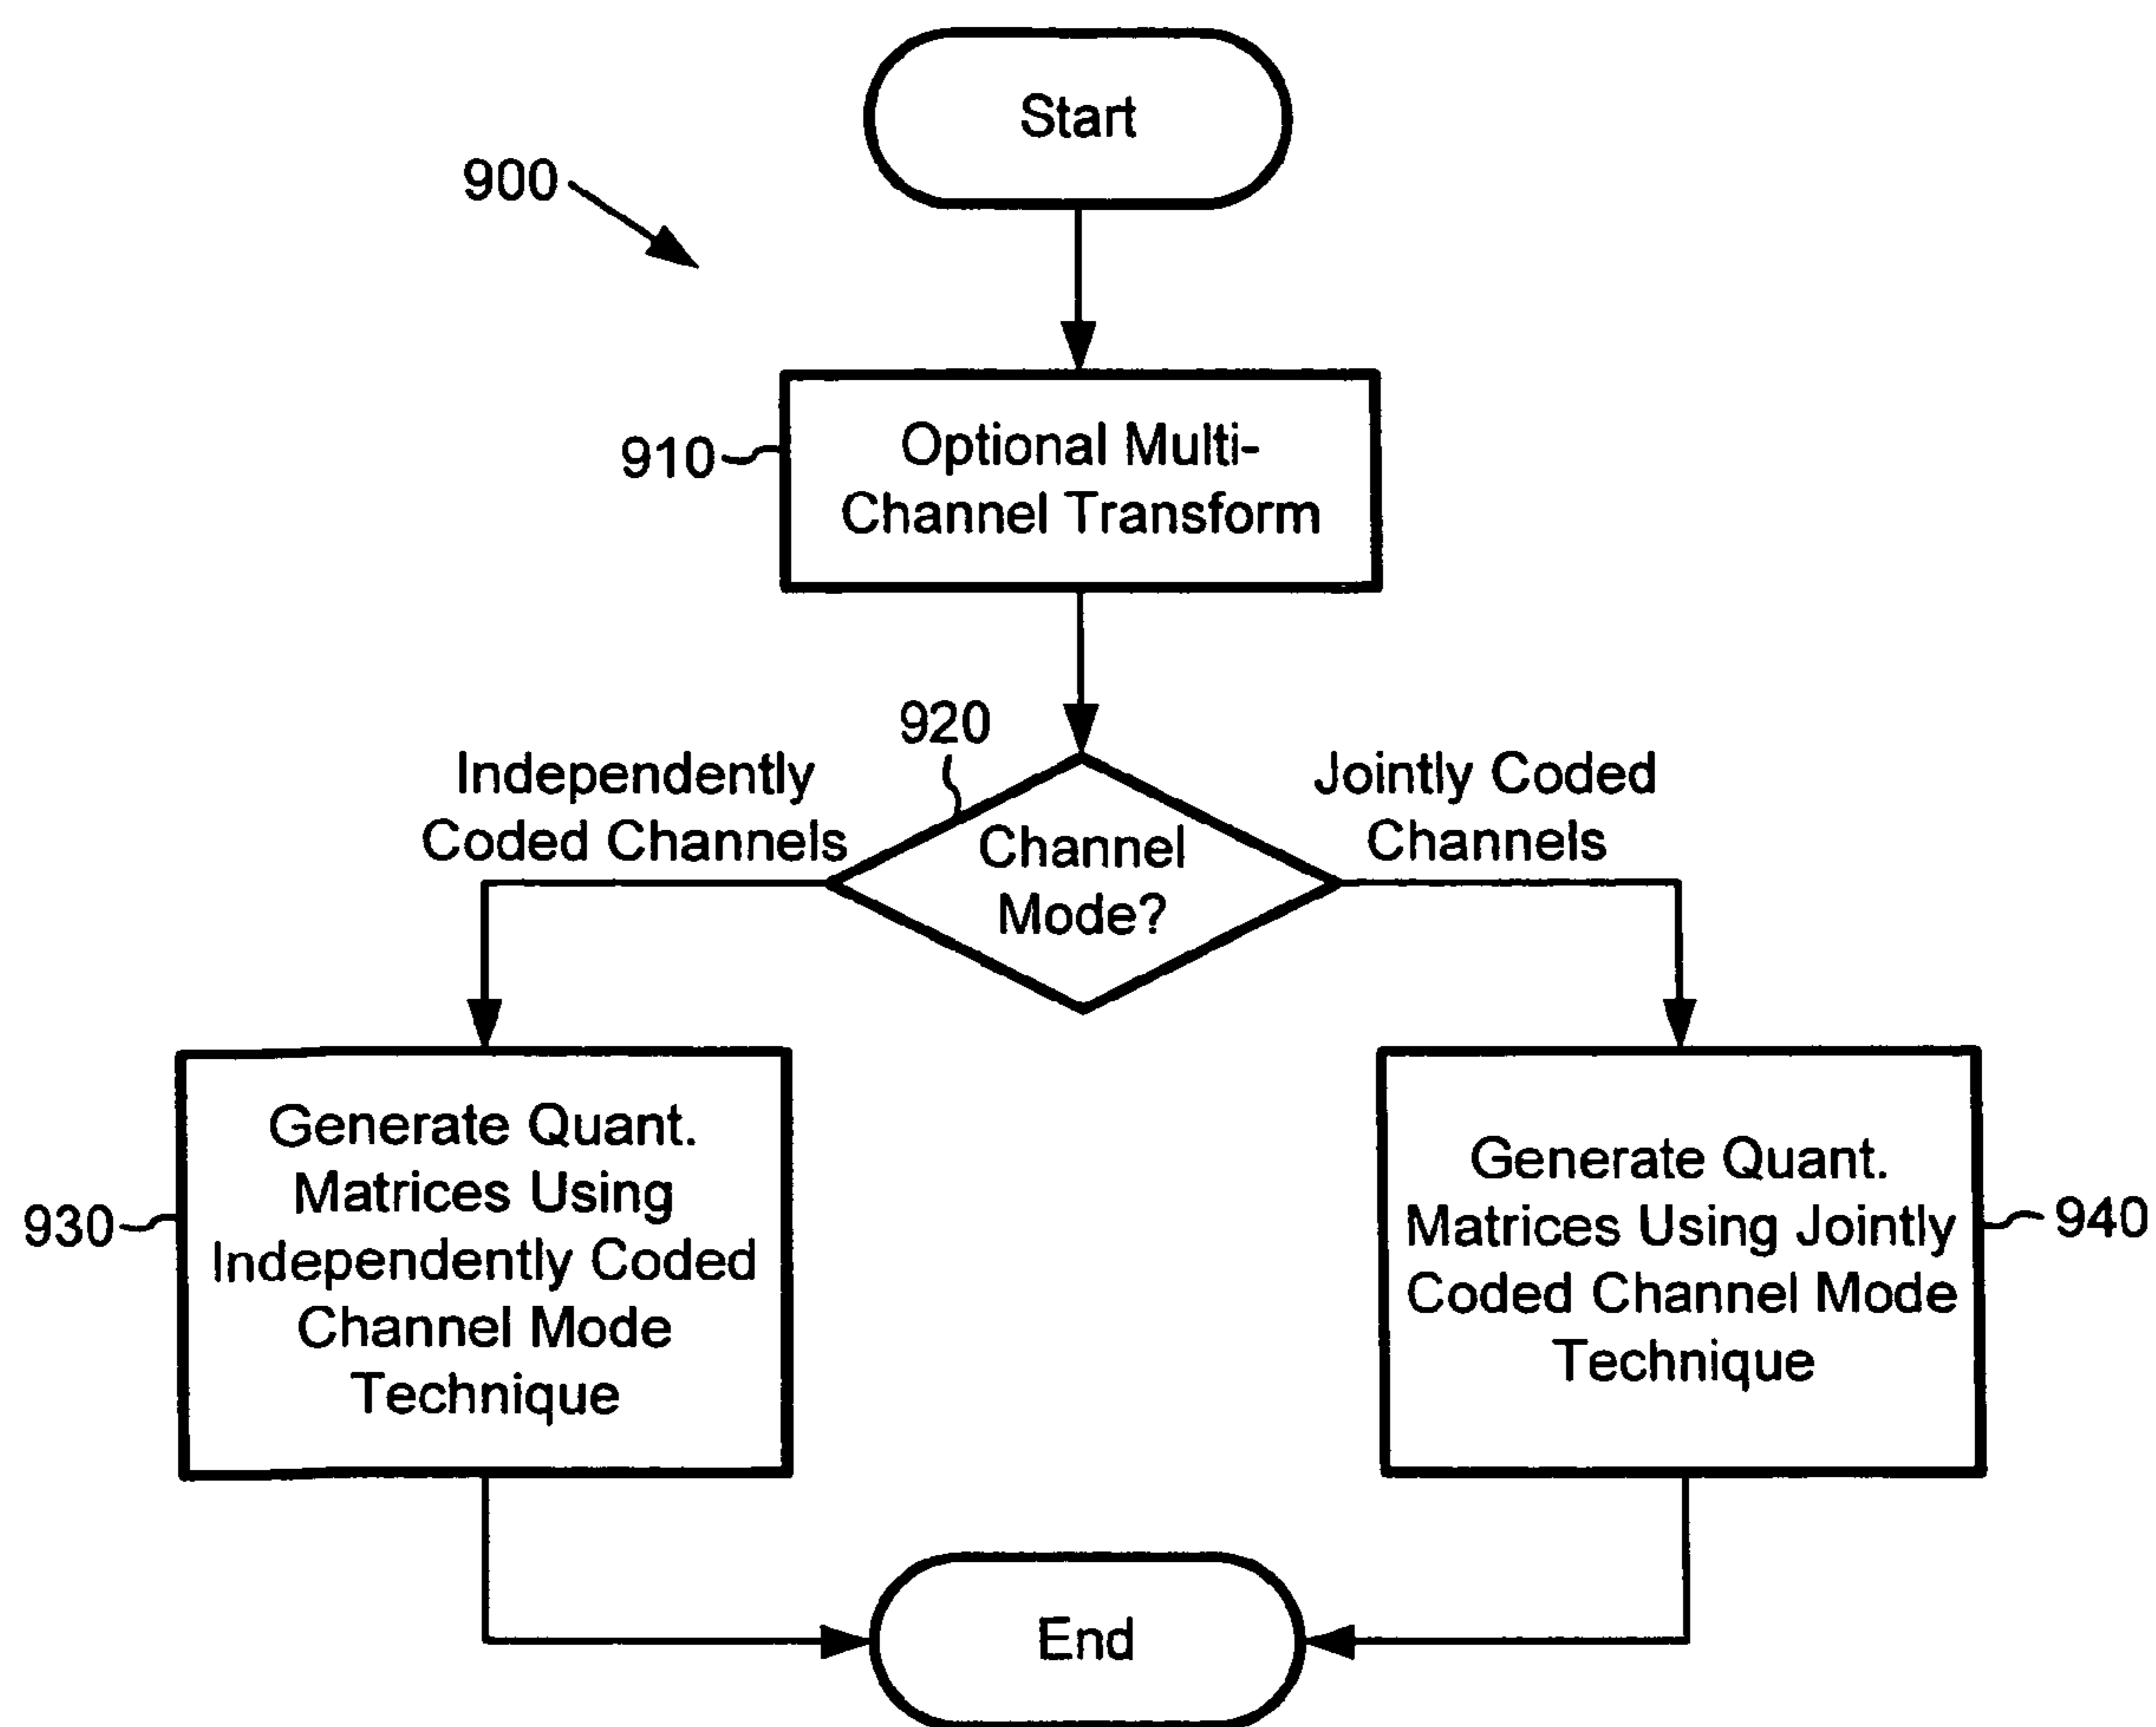 Start
900
910
Optional Multi-
Channel Transform
920
Independently
Coded Channels
Jointly Coded
Channels
Channel
Mode?
930
Generate Quant.
Matrices Using
Independently Coded
Channel Mode
Technique
Generate Quant.
Matrices Using Jointly
Coded Channel Mode
Technique
940
End